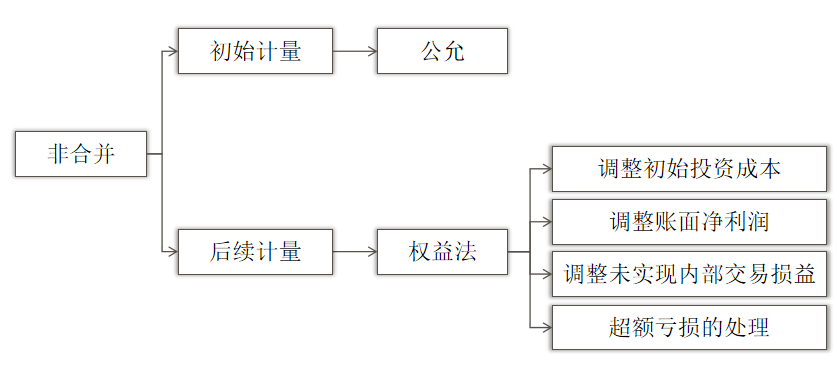 初始计量
公允
非合并
后续计量
权益法
调整初始投资成本
调整账面净利润
调整未实现内部交易损益
超额亏损的处理